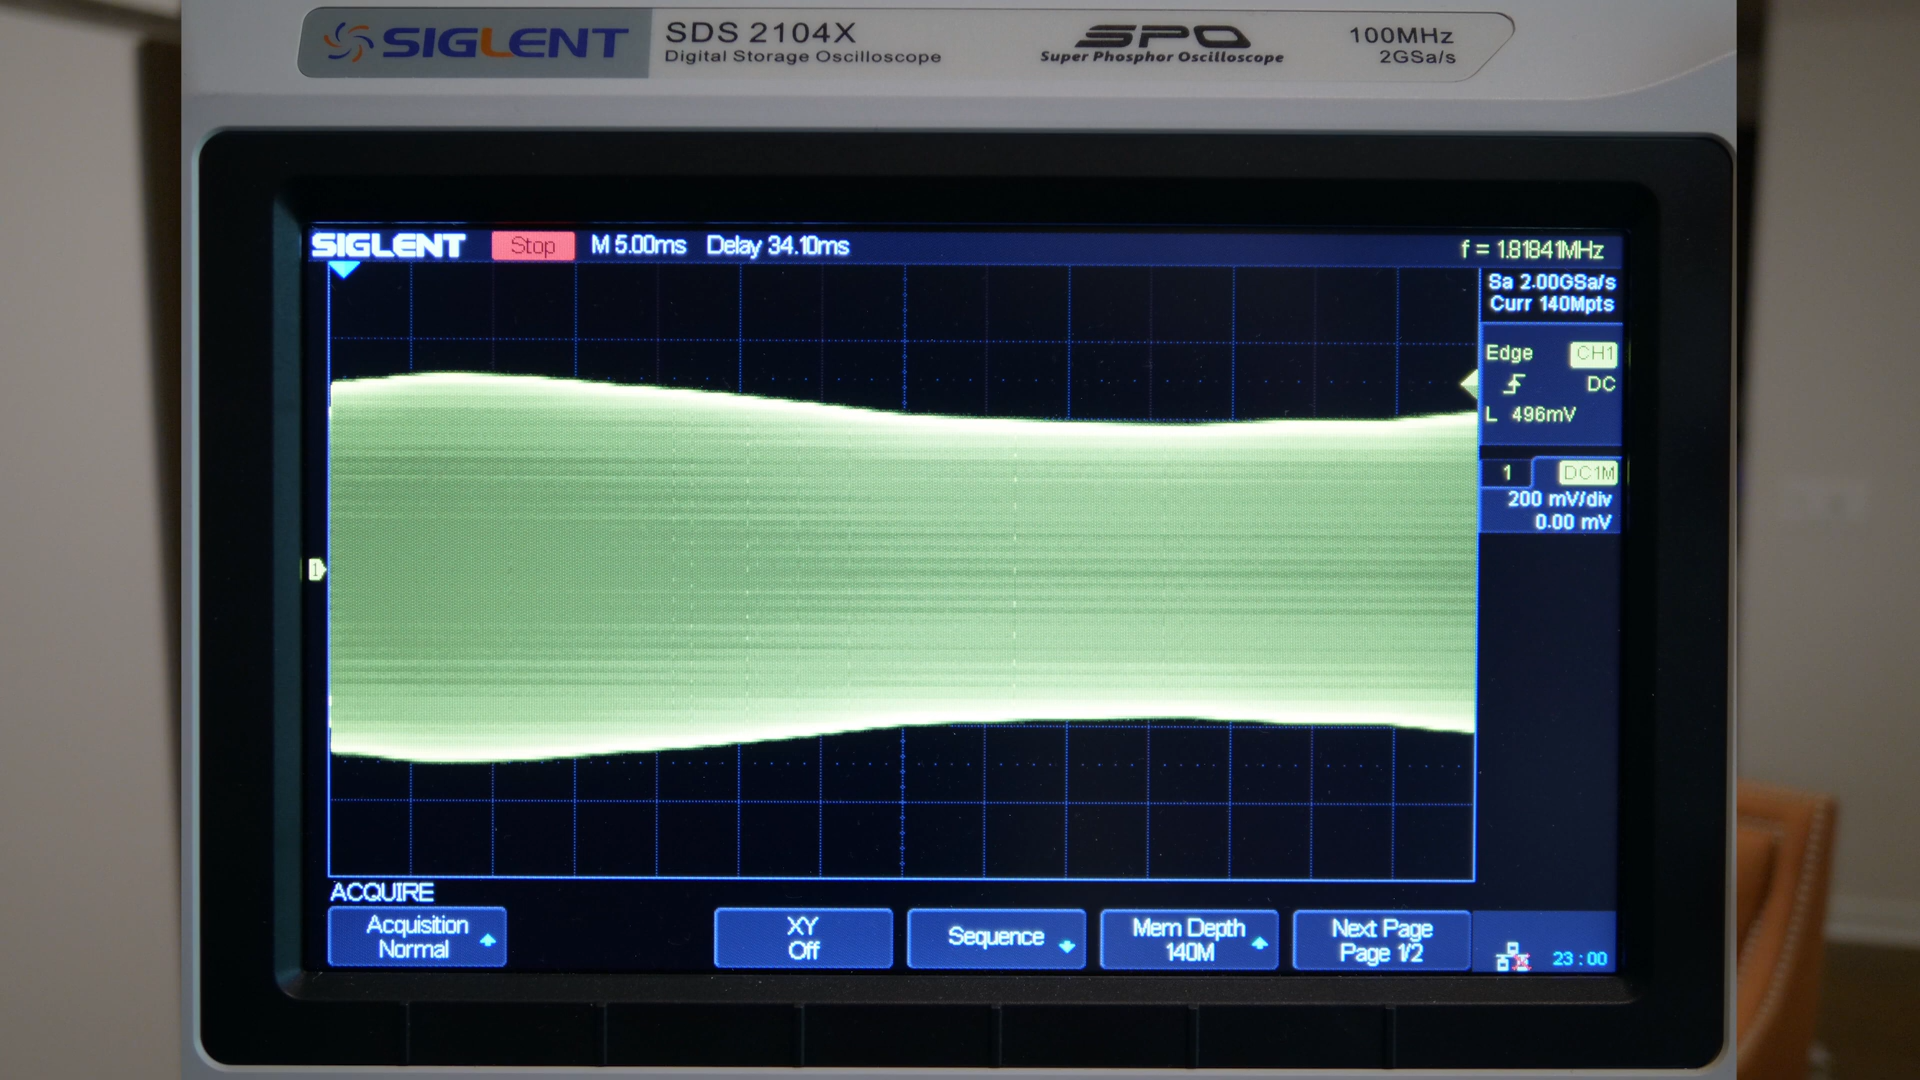 SIGLENT
SDS 2104X
Digital Storage Oscilloscope
SPO
Super Phosphor Oscilloscope
100MHz
2GSa/s
SIGLENT Stop M 5.00ms Delay 34.10ms f = 1.81841MHz
Sa 2.00GSa/s
Curr 140Mpts
Edge CH1
DC
L 496mV
1 DC1M
200 mV/div
0.00 mV
1
ACQUIRE
Acquisition
Normal
XY
Off
Sequence
Mem Depth
140M
Next Page
Page 1/2
23:00